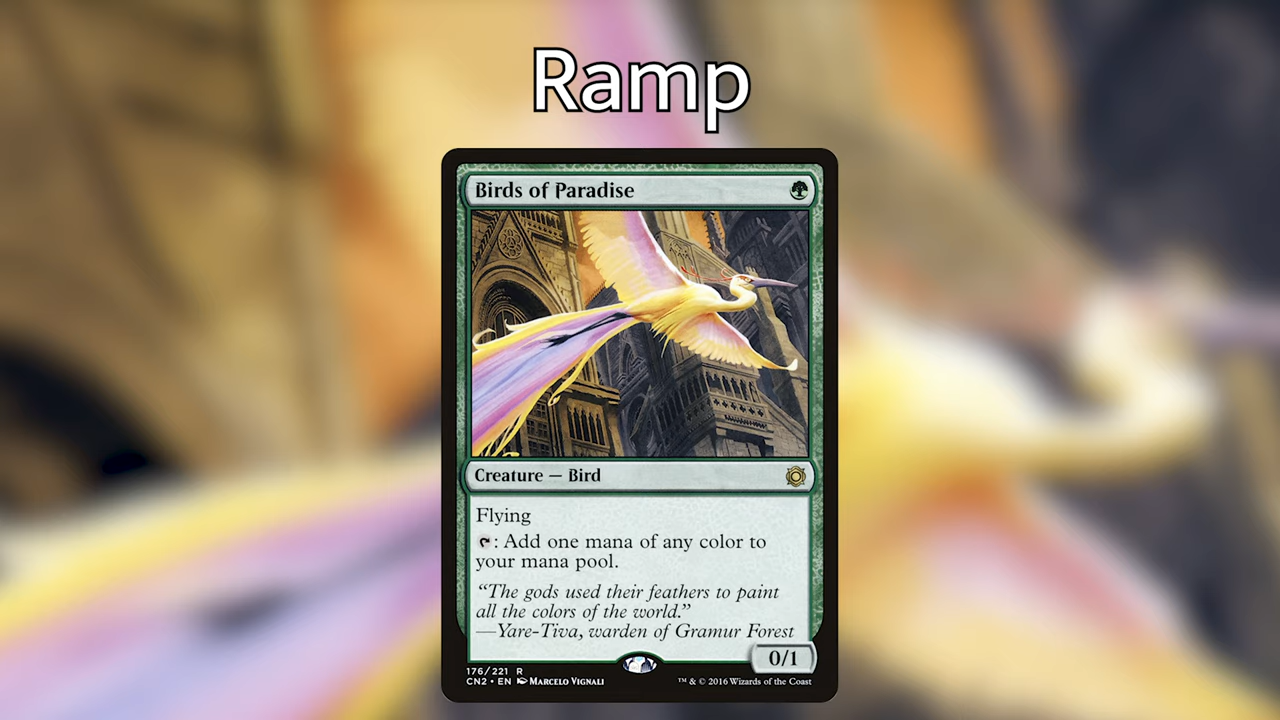 Ramp
Birds of Paradise
Creature — Bird
Flying
: Add one mana of any color to
your mana pool.
“The gods used their feathers to paint
all the colors of the world.”
—Yare-Tiva, warden of Gramur Forest
0/1
176/221 R
CN2 • EN Marcelo Vignali
™ & © 2016 Wizards of the Coast